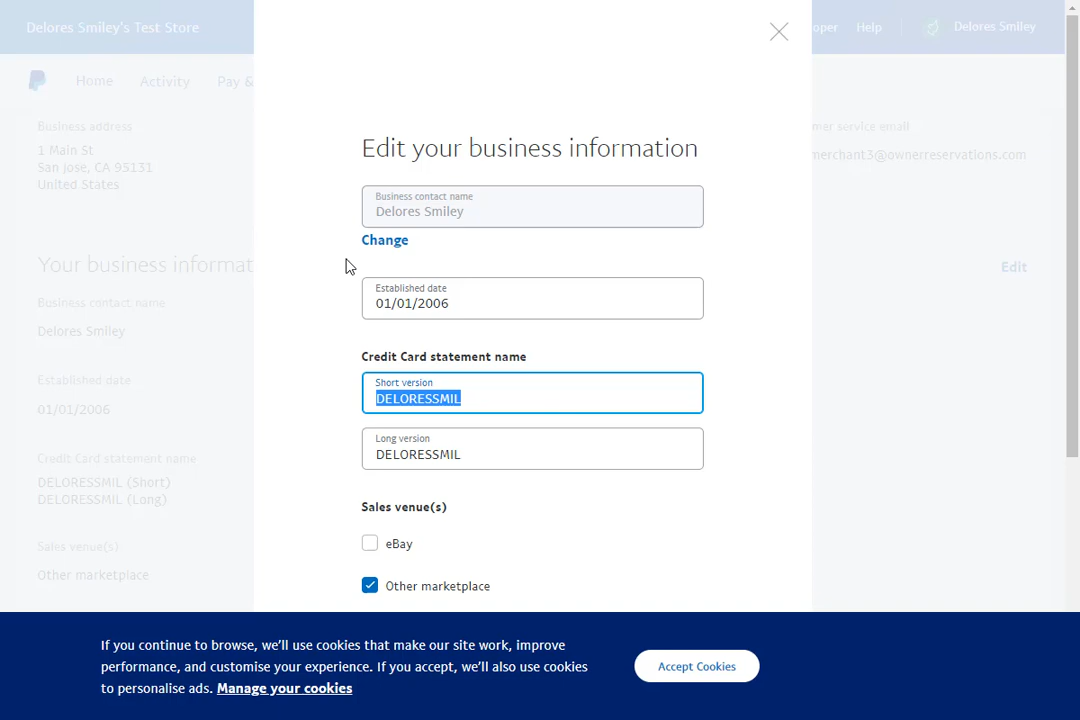 Delores Smiley's Test Store
oper
Help
Delores Smiley
Home
Activity
Pay &
Business address
1 Main St
San Jose, CA 95131
United States
mer service email
merchant3@ownerreservations.com
Your business informat
Edit
Business contact name
Delores Smiley
Established date
01/01/2006
Credit Card statement name
DELORESSMIL (Short)
DELORESSMIL (Long)
Sales venue(s)
Other marketplace
Edit your business information
Business contact name
Delores Smiley
Change
Established date
01/01/2006
Credit Card statement name
Short version
DELORESSMIL
Long version
DELORESSMIL
Sales venue(s)
eBay
Other marketplace
If you continue to browse, we'll use cookies that make our site work, improve
performance, and customise your experience. If you accept, we'll also use cookies
to personalise ads. Manage your cookies
Accept Cookies